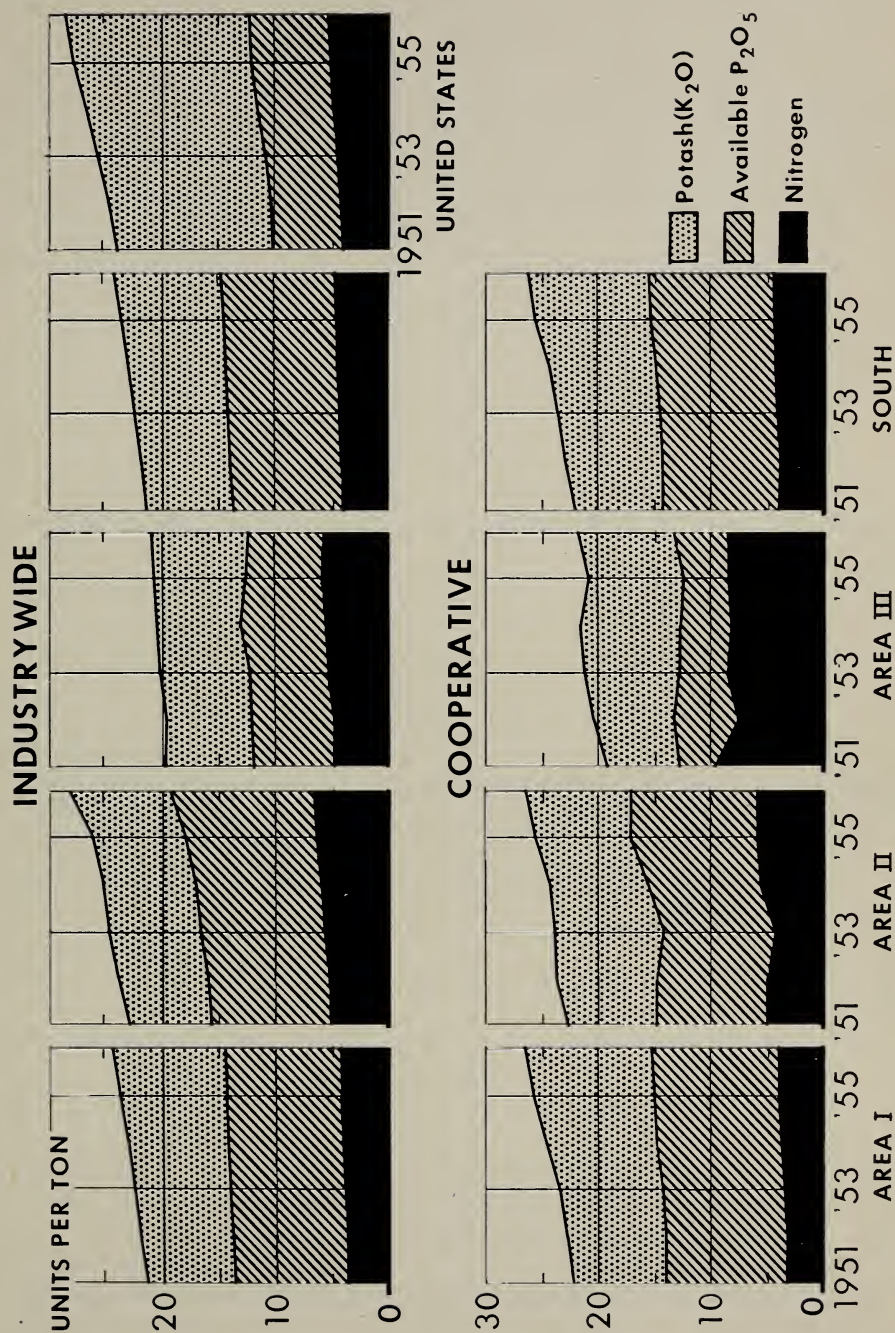 INDUSTRYWIDE
UNITS PER TON
20
10
0
1951 '53 '55
UNITED STATES
COOPERATIVE
30
20
10
0
1951 '53 '55
AREA I
'51 '53 '55
AREA II
'51 '53 '55
AREA III
'51 '53 '55
SOUTH
Potash(K₂O)
Available P₂O₅
Nitrogen